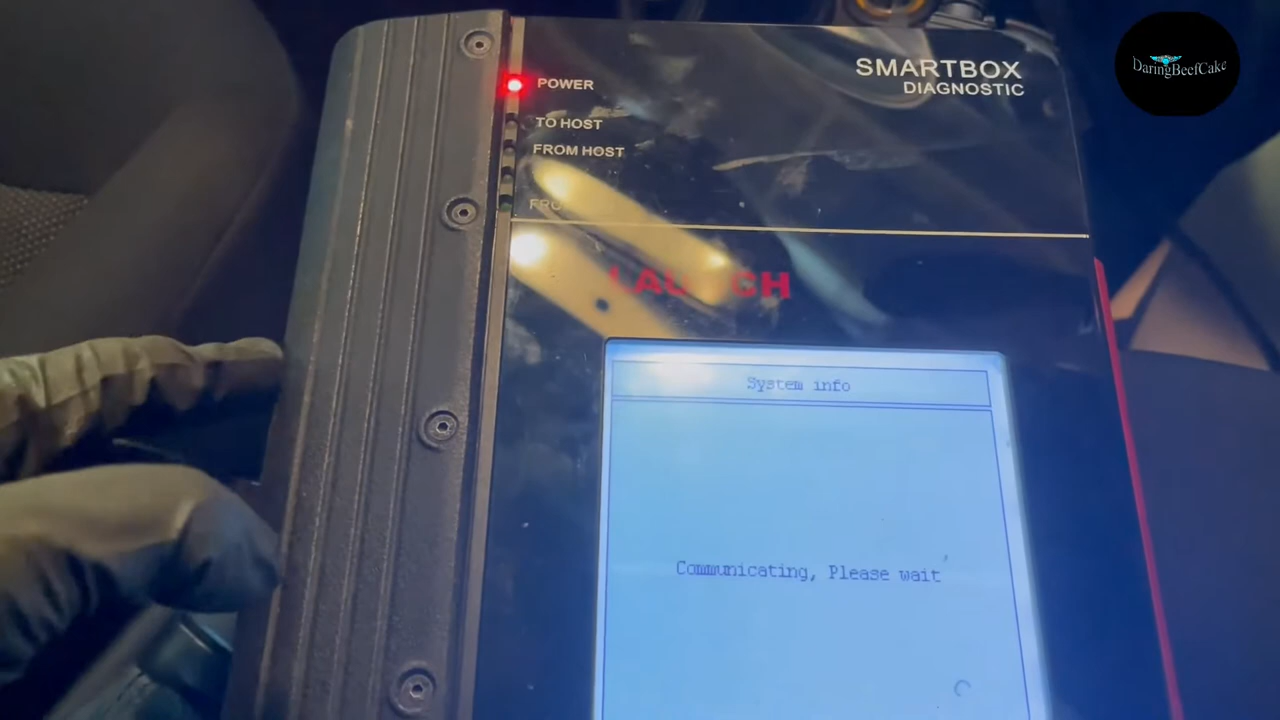 SMARTBOX
DIAGNOSTIC
DaringBeefCake
POWER
TO HOST
FROM HOST
System info
Communicating, Please wait